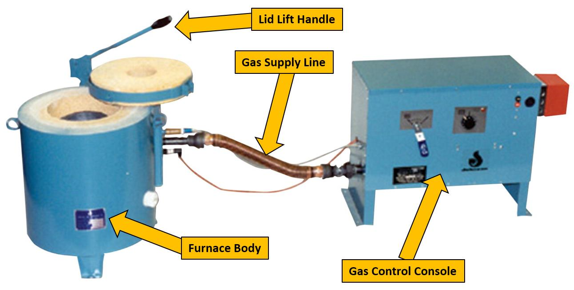 Lid Lift Handle
Gas Supply Line
Furnace Body
Gas Control Console